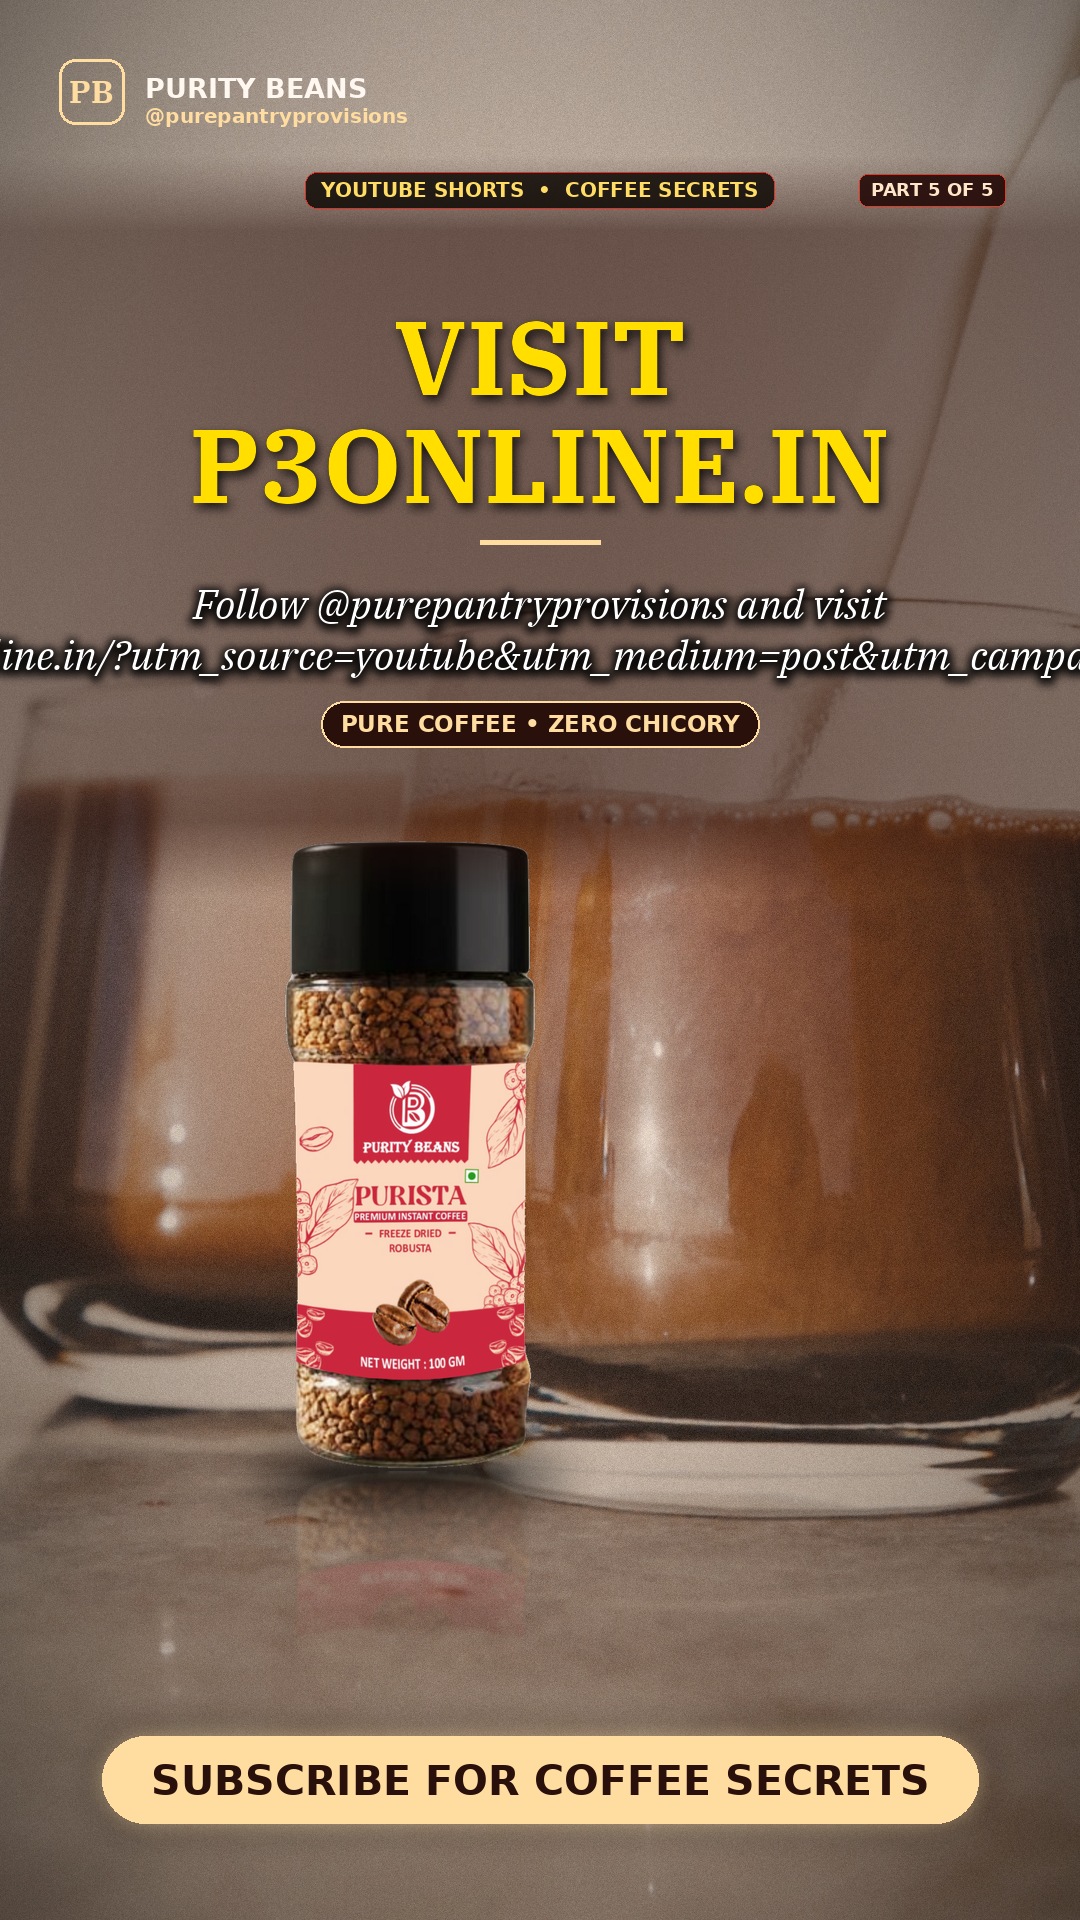 PB
PURITY BEANS
@purepantryprovisions
YOUTUBE SHORTS • COFFEE SECRETS
PART 5 OF 5
VISIT
P3ONLINE.IN
Follow @purepantryprovisions and visit
line.in/?utm_source=youtube&utm_medium=post&utm_campa
PURE COFFEE • ZERO CHICORY
PURITY BEANS
PURISTA
PREMIUM INSTANT COFFEE
– FREEZE DRIED –
ROBUSTA
NET WEIGHT : 100 GM
SUBSCRIBE FOR COFFEE SECRETS